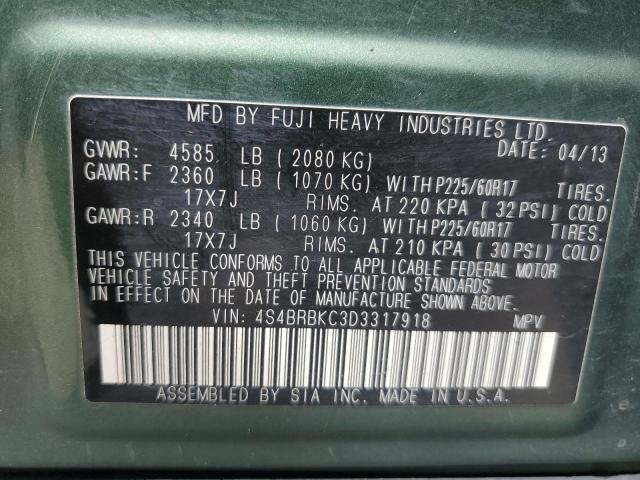 MFD BY FUJI HEAVY INDUSTRIES LTD
GVWR: 4585 LB (2080 KG) DATE: 04/13
GAWR:F 2360 LB (1070 KG) WITH P225/60R17 TIRES.
17X7J RIMS. AT 220 KPA (32 PSI) COLD
GAWR:R 2340 LB (1060 KG) WITH P225/60R17 TIRES.
17X7J RIMS. AT 210 KPA (30 PSI) COLD
THIS VEHICLE CONFORMS TO ALL APPLICABLE FEDERAL MOTOR
VEHICLE SAFETY AND THEFT PREVENTION STANDARDS
IN EFFECT ON THE DATE OF MANUFACTURE SHOWN ABOVE.
VIN: 4S4BRBKC3D3317918 MPV
ASSEMBLED BY SIA INC. MADE IN U.S.A.